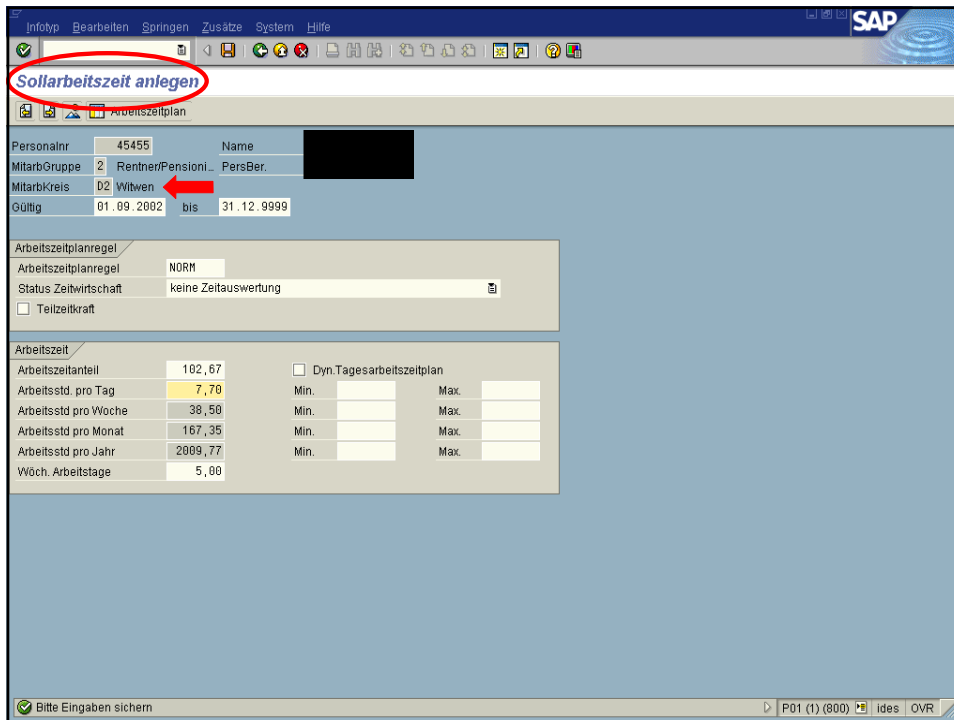 Infotyp Bearbeiten Springen Zusätze System Hilfe
SAP
Sollarbeitszeit anlegen
Arbeitszeitplan
Personalnr 45455 Name
MitarbGruppe 2 Rentner/Pensioni… PersBer.
MitarbKreis D2 Witwen
Gültig 01.09.2002 bis 31.12.9999
Arbeitszeitplanregel
Arbeitszeitplanregel NORM
Status Zeitwirtschaft keine Zeitauswertung
Teilzeitkraft
Arbeitszeit
Arbeitszeitanteil 102,67 Dyn.Tagesarbeitszeitplan
Arbeitsstd. pro Tag 7,70 Min. Max.
Arbeitsstd pro Woche 38,50 Min. Max.
Arbeitsstd pro Monat 167,35 Min. Max.
Arbeitsstd pro Jahr 2009,77 Min. Max.
Wöch. Arbeitstage 5,00
Bitte Eingaben sichern P01 (1) (800) ides OVR